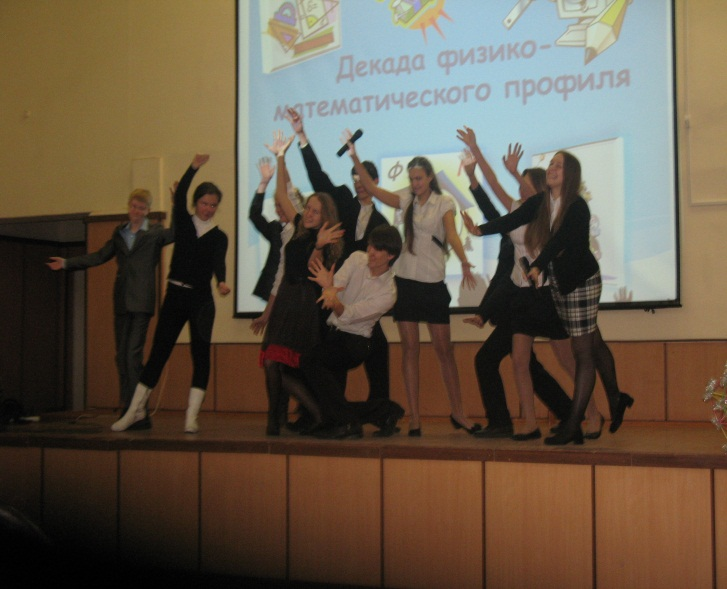 Декада физико-
математического профиля
Ф